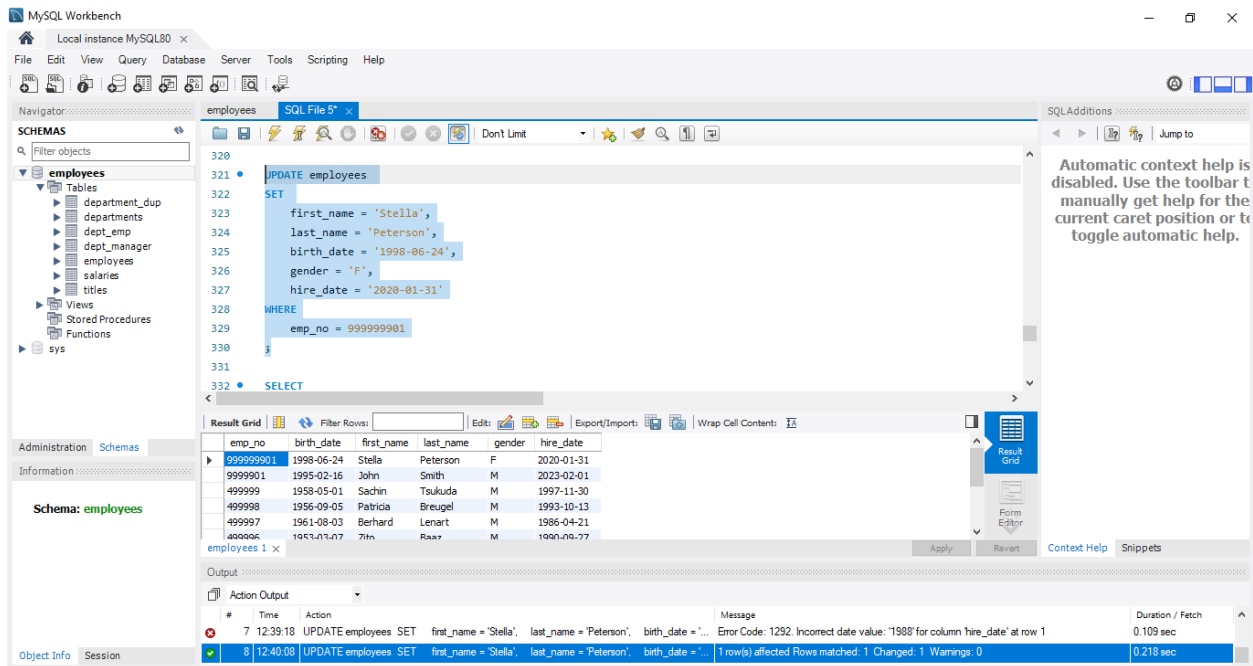 MySQL Workbench
Local instance MySQL80 ×
File Edit View Query Database Server Tools Scripting Help
Navigator
SCHEMAS
Filter objects
employees
Tables
department_dup
departments
dept_emp
dept_manager
employees
salaries
titles
Views
Stored Procedures
Functions
sys
Administration Schemas
Information
Schema: employees
Object Info Session
employees SQL File 5* ×
Don't Limit
320
321 UPDATE employees
322 SET
323 first_name = 'Stella',
324 last_name = 'Peterson',
325 birth_date = '1998-06-24',
326 gender = 'F',
327 hire_date = '2020-01-31'
328 WHERE
329 emp_no = 999999901
330 ;
331
332 SELECT
Result Grid Filter Rows: Edit: Export/Import: Wrap Cell Content:
emp_no birth_date first_name last_name gender hire_date
999999901 1998-06-24 Stella Peterson F 2020-01-31
9999901 1995-02-16 John Smith M 2023-02-01
499999 1958-05-01 Sachin Tsukuda M 1997-11-30
499998 1956-09-05 Patricia Breugel M 1993-10-13
499997 1961-08-03 Berhard Lenart M 1986-04-21
499996 1953-03-07 Zito Baaz M 1990-09-27
Result
Grid
Form
Editor
employees 1 × Apply Revert
SQLAdditions
Jump to
Automatic context help is
disabled. Use the toolbar t
manually get help for the
current caret position or to
toggle automatic help.
Context Help Snippets
Output
Action Output
# Time Action Message Duration / Fetch
7 12:39:18 UPDATE employees SET first_name = 'Stella', last_name = 'Peterson', birth_date = '... Error Code: 1292. Incorrect date value: '1988' for column 'hire_date' at row 1 0.109 sec
8 12:40:08 UPDATE employees SET first_name = 'Stella', last_name = 'Peterson', birth_date = '... 1 row(s) affected Rows matched: 1 Changed: 1 Warnings: 0 0.218 sec